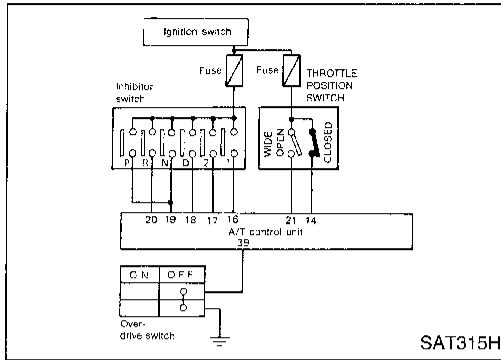 Ignition switch
Fuse
Fuse
THROTTLE
POSITION
SWITCH
Inhibitor
switch
WIDE
OPEN
CLOSED
P R N D 2 1
20 19 18 17 16 21 14
A/T control unit
39
ON OFF
Over-
drive switch
SAT315H